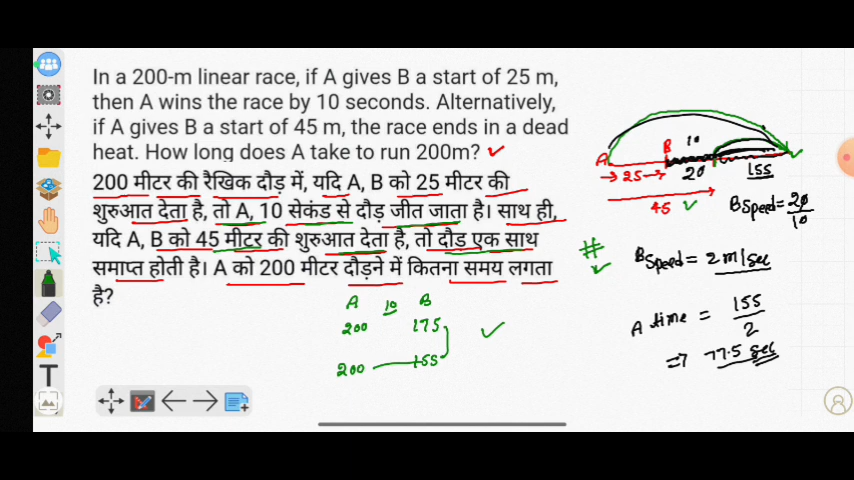 In a 200-m linear race, if A gives B a start of 25 m,
then A wins the race by 10 seconds. Alternatively,
if A gives B a start of 45 m, the race ends in a dead
heat. How long does A take to run 200m?
200 मीटर की रैखिक दौड़ में, यदि A, B को 25 मीटर की
शुरुआत देता है, तो A, 10 सेकंड से दौड़ जीत जाता है। साथ ही,
यदि A, B को 45 मीटर की शुरुआत देता है, तो दौड़ एक साथ
समाप्त होती है। A को 200 मीटर दौड़ने में कितना समय लगता
है?
A 10 B
200 175
200 155
A B 10
25 20 155
45
B speed = 20/10
# B speed = 2 m/sec
A time = 155/2
=> 77.5 sec
T